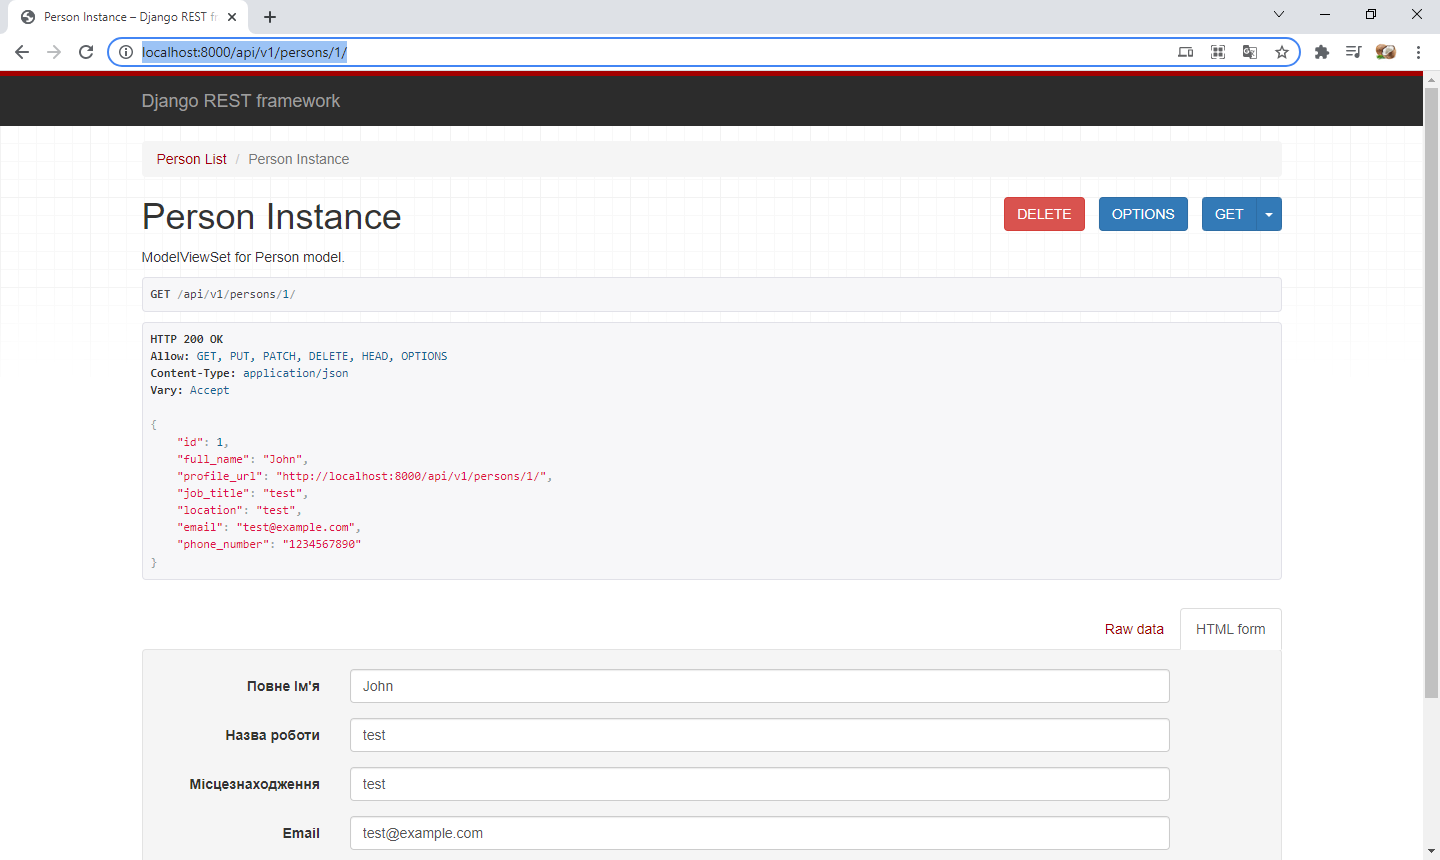 Person Instance – Django REST fr
localhost:8000/api/v1/persons/1/
Django REST framework
Person List / Person Instance
Person Instance
DELETE
OPTIONS
GET
ModelViewSet for Person model.
GET /api/v1/persons/1/
HTTP 200 OK
Allow: GET, PUT, PATCH, DELETE, HEAD, OPTIONS
Content-Type: application/json
Vary: Accept
{
"id": 1,
"full_name": "John",
"profile_url": "http://localhost:8000/api/v1/persons/1/",
"job_title": "test",
"location": "test",
"email": "test@example.com",
"phone_number": "1234567890"
}
Raw data
HTML form
Повне Ім'я
John
Назва роботи
test
Місцезнаходження
test
Email
test@example.com